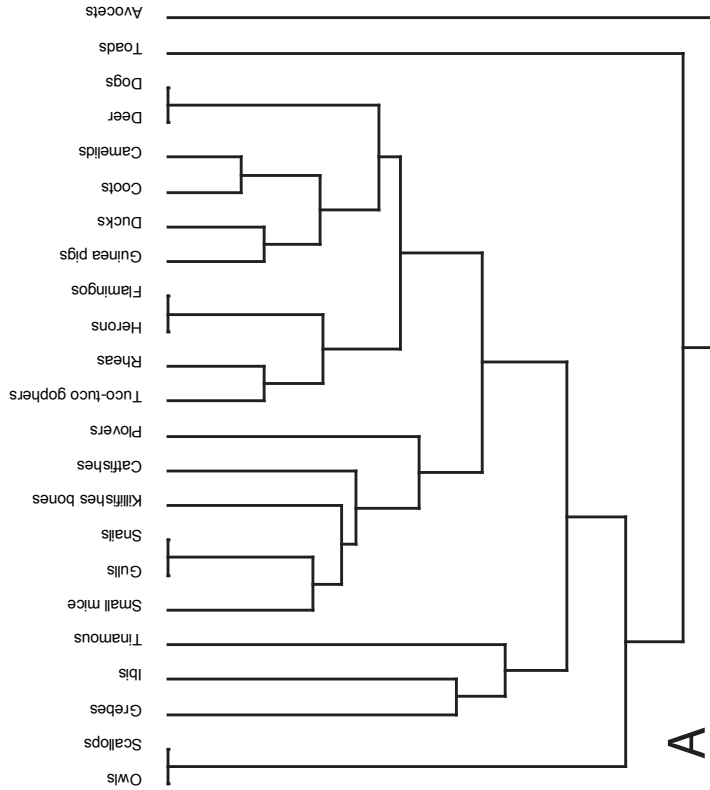 Avocets
Toads
Dogs
Deer
Camelids
Coots
Ducks
Guinea pigs
Flamingos
Herons
Rheas
Tuco-tuco gophers
Plovers
Catfishes
Killifishes bones
Snails
Gulls
Small mice
Tinamous
Ibis
Grebes
Scallops
Owls
A